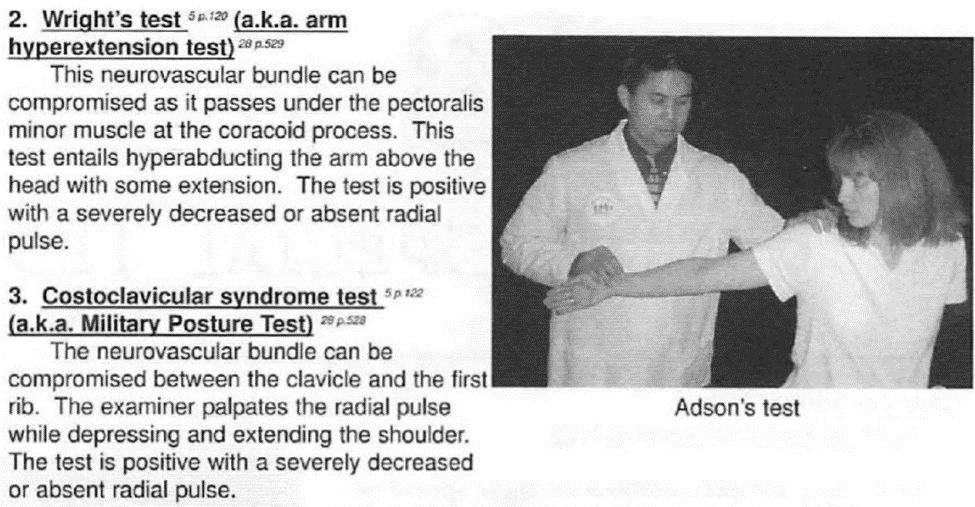 2. Wright's test 5 p.120 (a.k.a. arm
hyperextension test) 28 p.529
This neurovascular bundle can be
compromised as it passes under the pectoralis
minor muscle at the coracoid process. This
test entails hyperabducting the arm above the
head with some extension. The test is positive
with a severely decreased or absent radial
pulse.
3. Costoclavicular syndrome test 5 p.122
(a.k.a. Military Posture Test) 28 p.528
The neurovascular bundle can be
compromised between the clavicle and the first
rib. The examiner palpates the radial pulse
while depressing and extending the shoulder.
The test is positive with a severely decreased
or absent radial pulse.
Adson's test